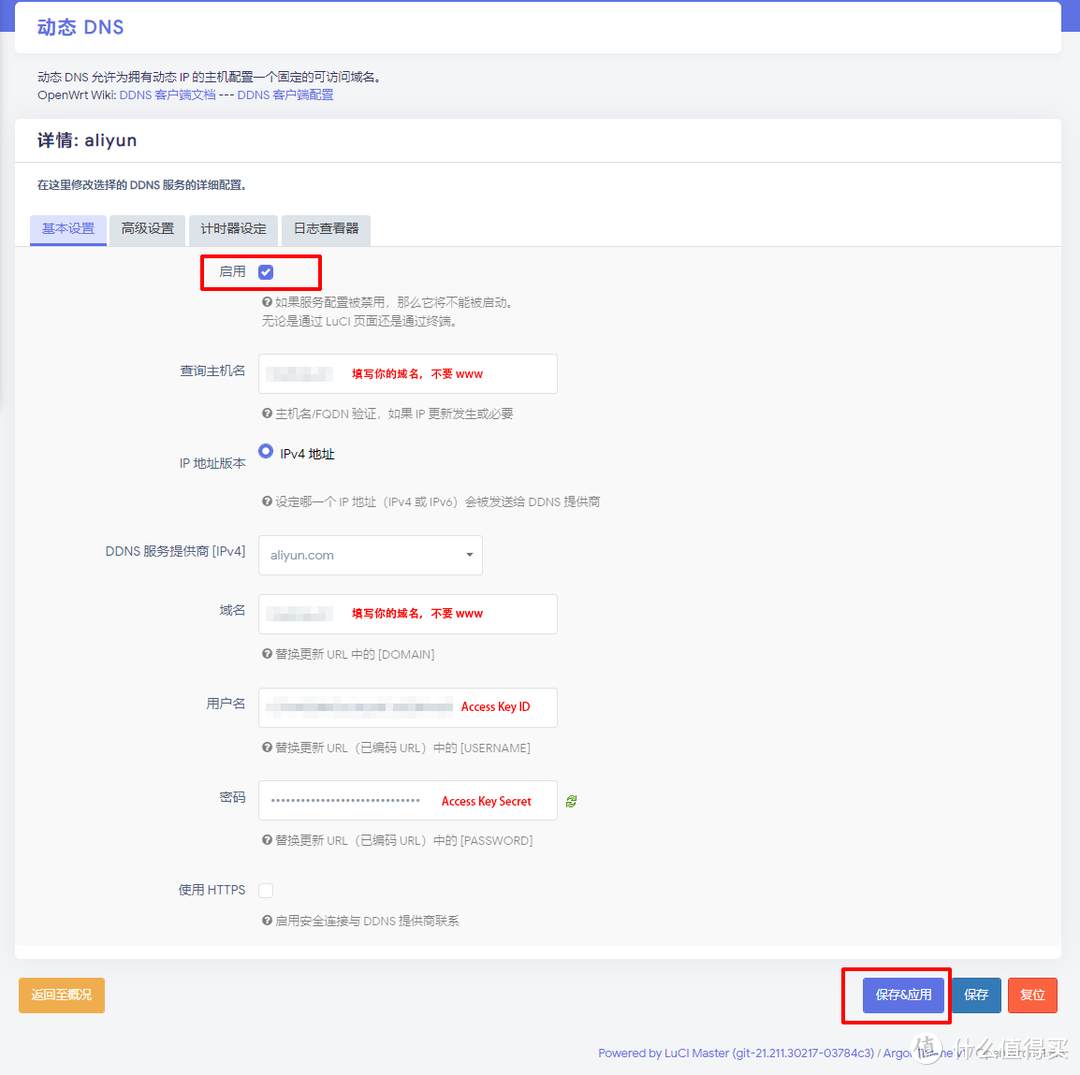 动态 DNS
动态 DNS 允许为拥有动态 IP 的主机配置一个固定的可访问域名。
OpenWrt Wiki: DDNS 客户端文档 --- DDNS 客户端配置
详情: aliyun
在这里修改选择的 DDNS 服务的详细配置。
基本设置 高级设置 计时器设定 日志查看器
启用
如果服务配置被禁用，那么它将不能被启动。
无论是通过 LuCI 页面还是通过终端。
查询主机名 填写你的域名，不要 www
主机名/FQDN 验证，如果 IP 更新发生或必要
IPv4 地址
IP 地址版本
设定哪一个 IP 地址（IPv4 或 IPv6）会被发送给 DDNS 提供商
DDNS 服务提供商 [IPv4] aliyun.com
域名 填写你的域名，不要 www
替换更新 URL 中的 [DOMAIN]
用户名 Access Key ID
替换更新 URL（已编码 URL）中的 [USERNAME]
密码 Access Key Secret
替换更新 URL（已编码 URL）中的 [PASSWORD]
使用 HTTPS
启用安全连接与 DDNS 提供商联系
返回至概况 保存&应用 保存 复位
Powered by LuCI Master (git-21.211.30217-03784c3) / Argon
值 什么值得买